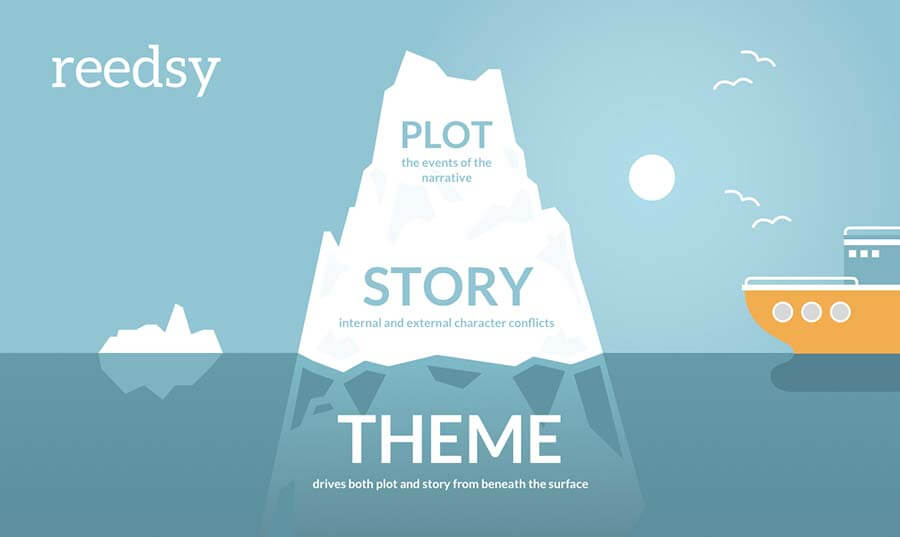 reedsy
PLOT
the events of the
narrative
STORY
internal and external character conflicts
THEME
drives both plot and story from beneath the surface